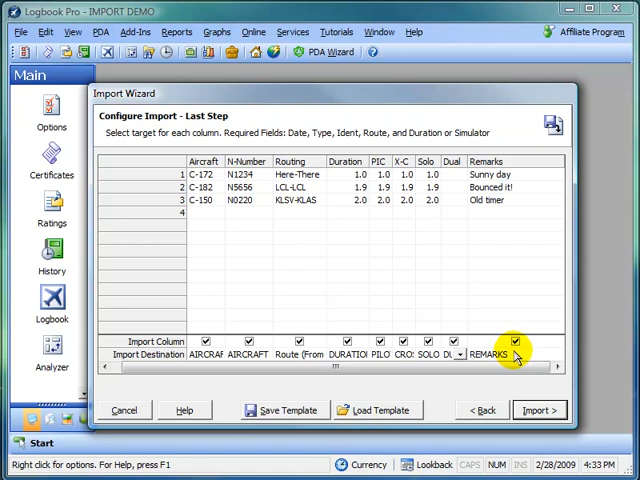 Logbook Pro - IMPORT DEMO
File Edit View PDA Add-Ins Reports Graphs Online Services Tutorials Help Affiliate Program
PDA Wizard
Main
Options
Certificates
Ratings
History
Logbook
Analyzer
Import Wizard
Configure Import - Last Step
Select target for each column. Required Fields: Date, Type, Ident, Route, and Duration or Simulator
Aircraft N-Number Routing Duration PIC X-C Solo Dual Remarks
1 C-172 N1234 Here-There 1.0 1.0 1.0 1.0 Sunny day
2 C-182 N5656 LCL-LCL 1.9 1.9 1.9 1.9 Bounced it!
3 C-150 N0220 KLSV-KLAS 2.0 2.0 2.0 2.0 Old timer
4
Import Column
Import Destination AIRCRAF AIRCRAFT Route (From DURATION PILO CROS SOLO DU REMARKS
Cancel Help Save Template Load Template < Back Import >
Start
Right click for options. For Help, press F1 Currency Lookback CAPS NUM INS 2/28/2009 4:33 PM